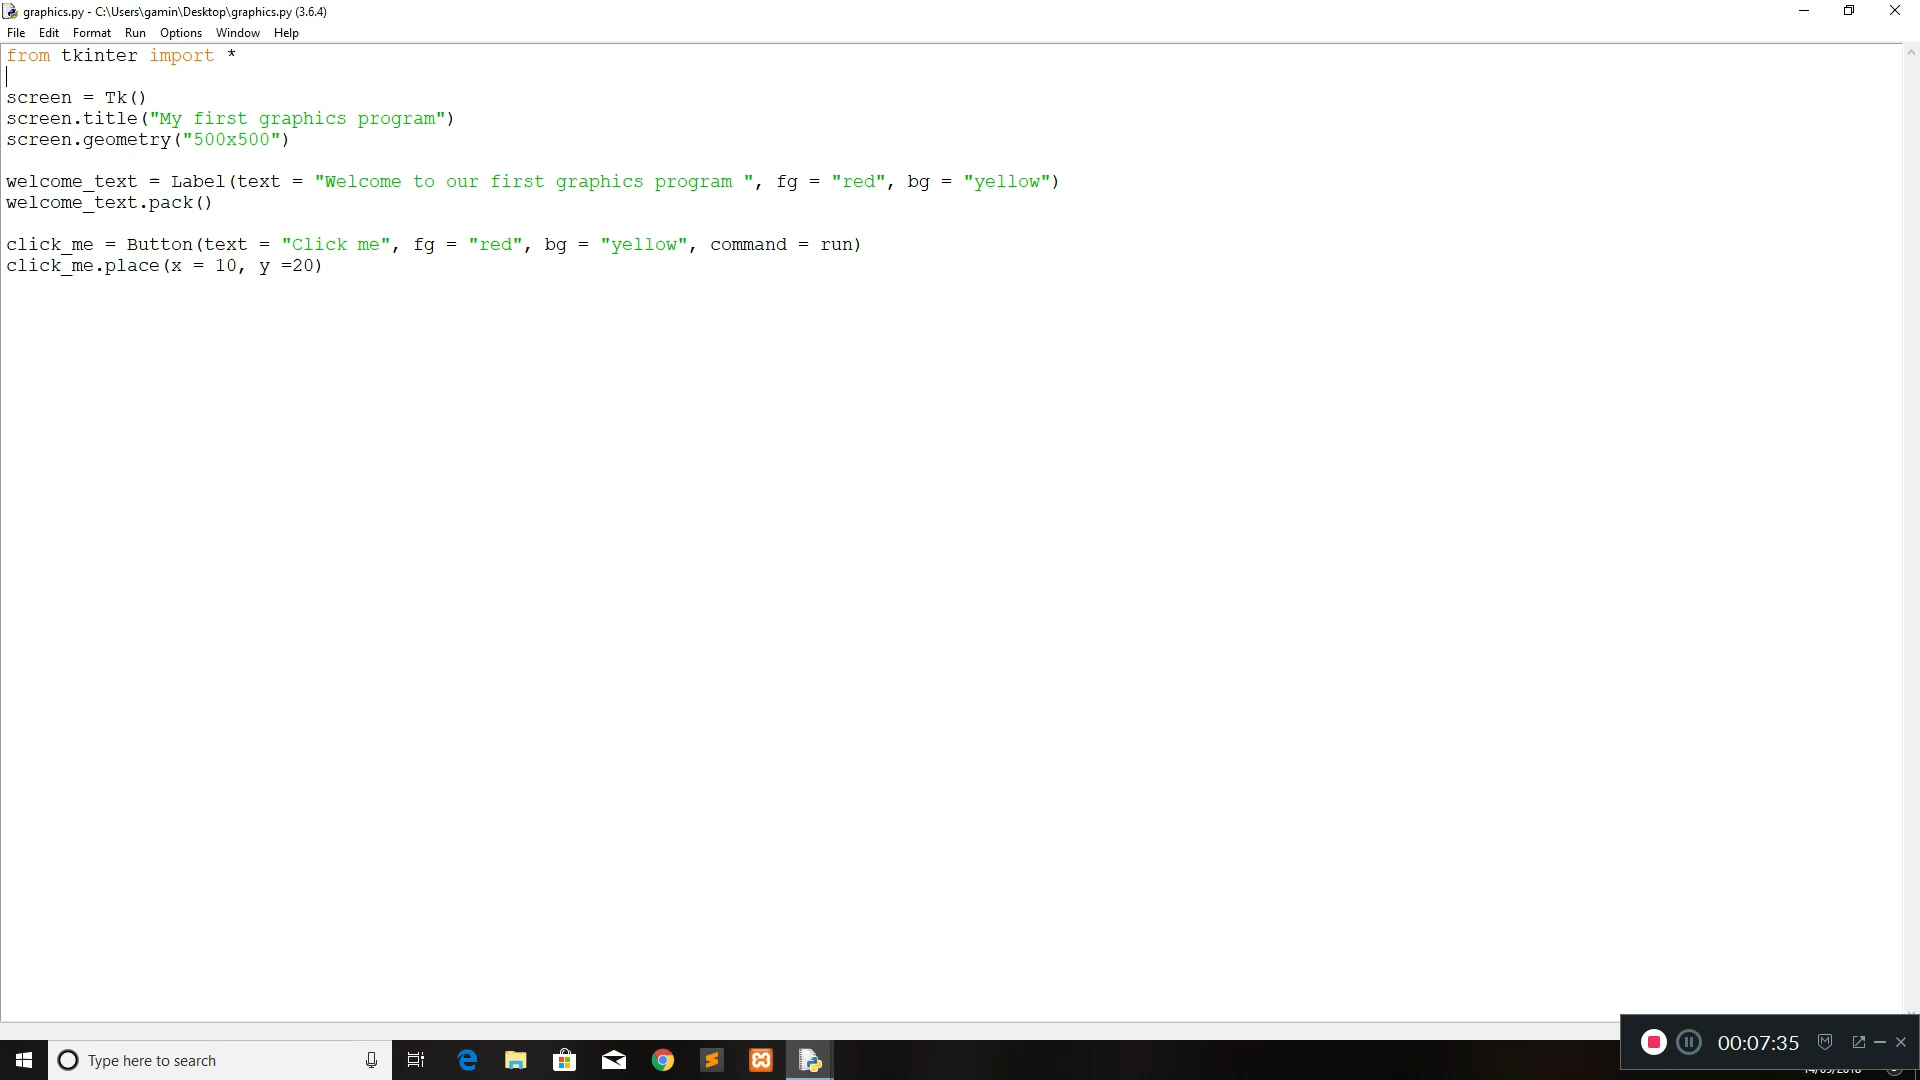 graphics.py - C:\Users\gamin\Desktop\graphics.py (3.6.4)
File Edit Format Run Options Window Help
from tkinter import *
screen = Tk()
screen.title("My first graphics program")
screen.geometry("500x500")
welcome_text = Label(text = "Welcome to our first graphics program ", fg = "red", bg = "yellow")
welcome_text.pack()
click_me = Button(text = "Click me", fg = "red", bg = "yellow", command = run)
click_me.place(x = 10, y =20)
Type here to search
00:07:35